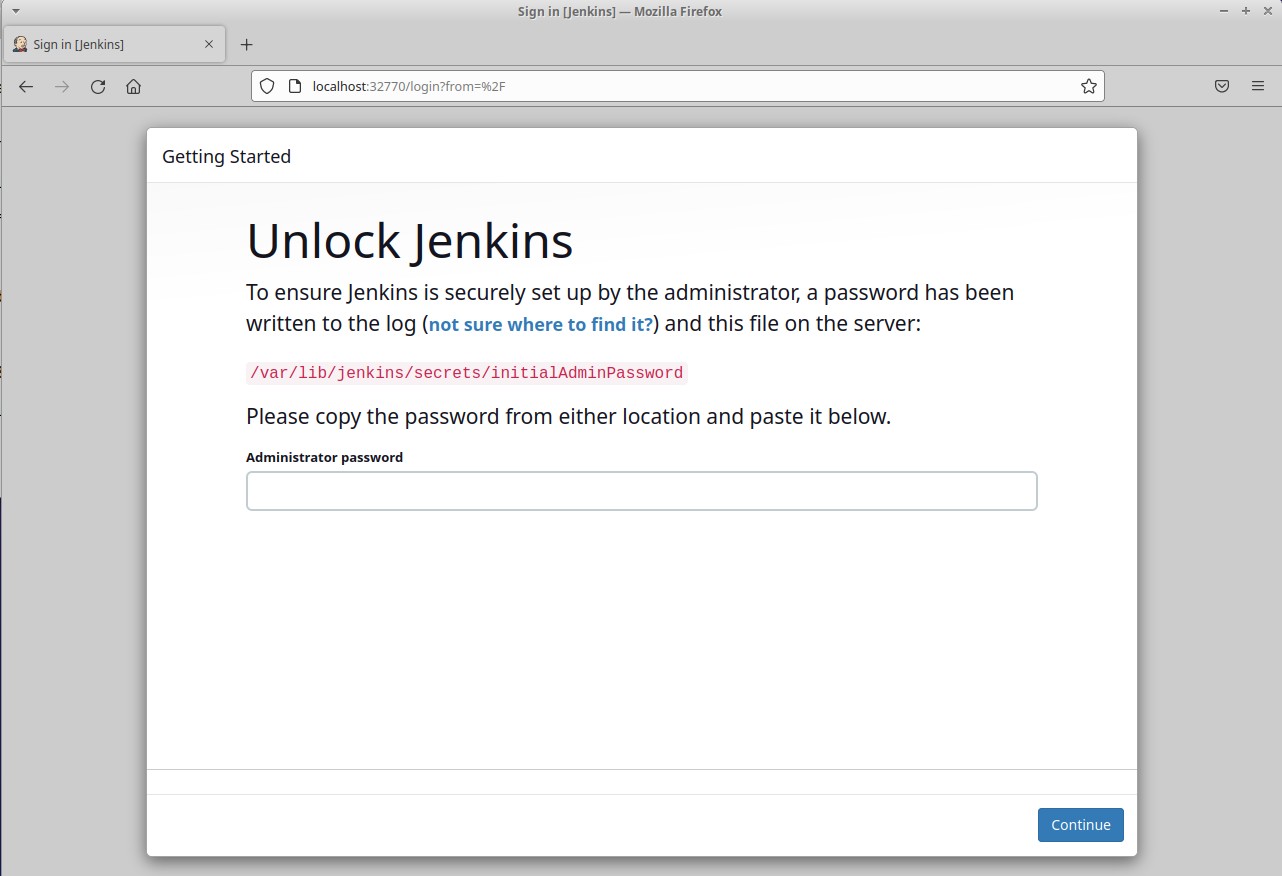 Sign in [Jenkins] — Mozilla Firefox
Sign in [Jenkins]
localhost:32770/login?from=%2F
Getting Started
Unlock Jenkins
To ensure Jenkins is securely set up by the administrator, a password has been
written to the log (not sure where to find it?) and this file on the server:
/var/lib/jenkins/secrets/initialAdminPassword
Please copy the password from either location and paste it below.
Administrator password
Continue